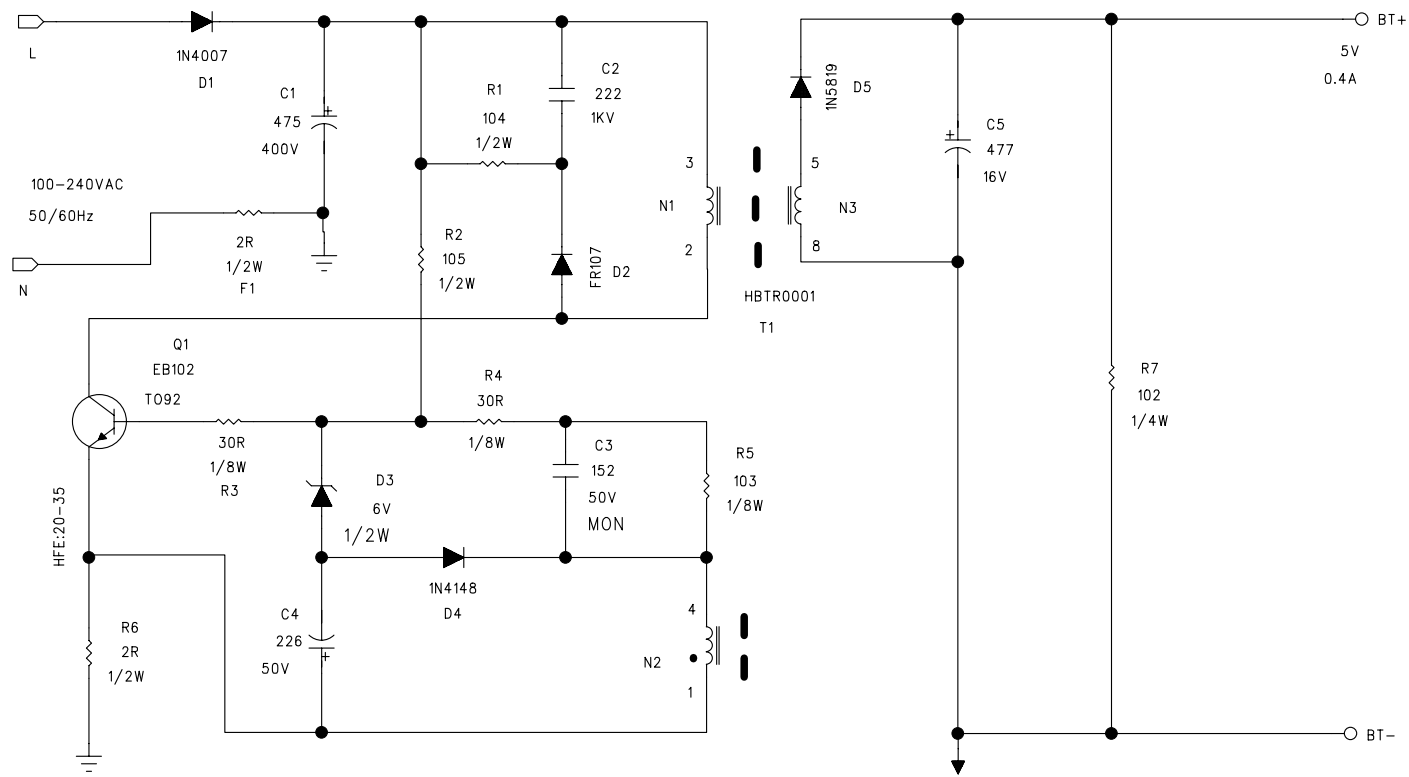 L
1N4007
D1
C1
475
400V
R1
104
1/2W
C2
222
1KV
1N5819
D5
BT+
5V
0.4A
C5
477
16V
100-240VAC
50/60Hz
N
2R
1/2W
F1
R2
105
1/2W
FR107
D2
3
N1
2
5
N3
8
HBTR0001
T1
Q1
EB102
TO92
HFE:20-35
30R
1/8W
R3
R4
30R
1/8W
D3
6V
1/2W
C3
152
50V
MON
R5
103
1/8W
R7
102
1/4W
1N4148
D4
C4
226
50V
R6
2R
1/2W
4
N2
1
BT-